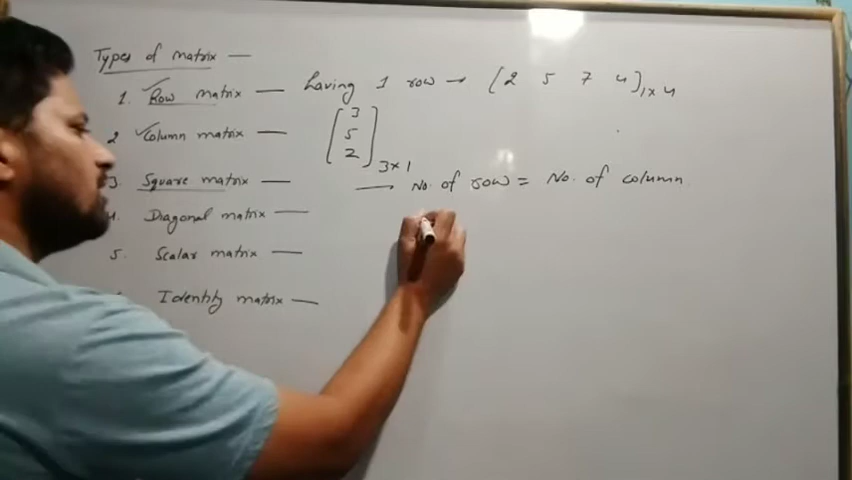 Types of matrix —
1. Row matrix — having 1 row → [2 5 7 4]1×4
2 Column matrix — [3 5 2]3×1
3. Square matrix — — No. of row = No. of column
4. Diagonal matrix —
5. Scalar matrix —
Identity matrix —